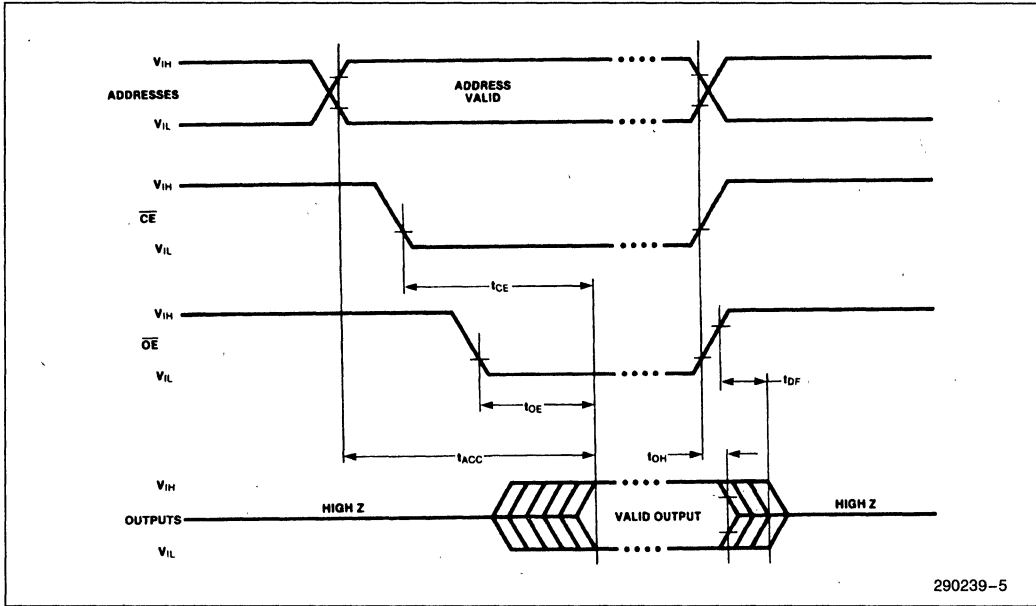 VIH
ADDRESSES
ADDRESS
VALID
VIL
VIH
CE
VIL
tCE
VIH
OE
VIL
tDF
tOE
tACC
tOH
VIH
OUTPUTS
HIGH Z
VALID OUTPUT
HIGH Z
VIL
290239-5